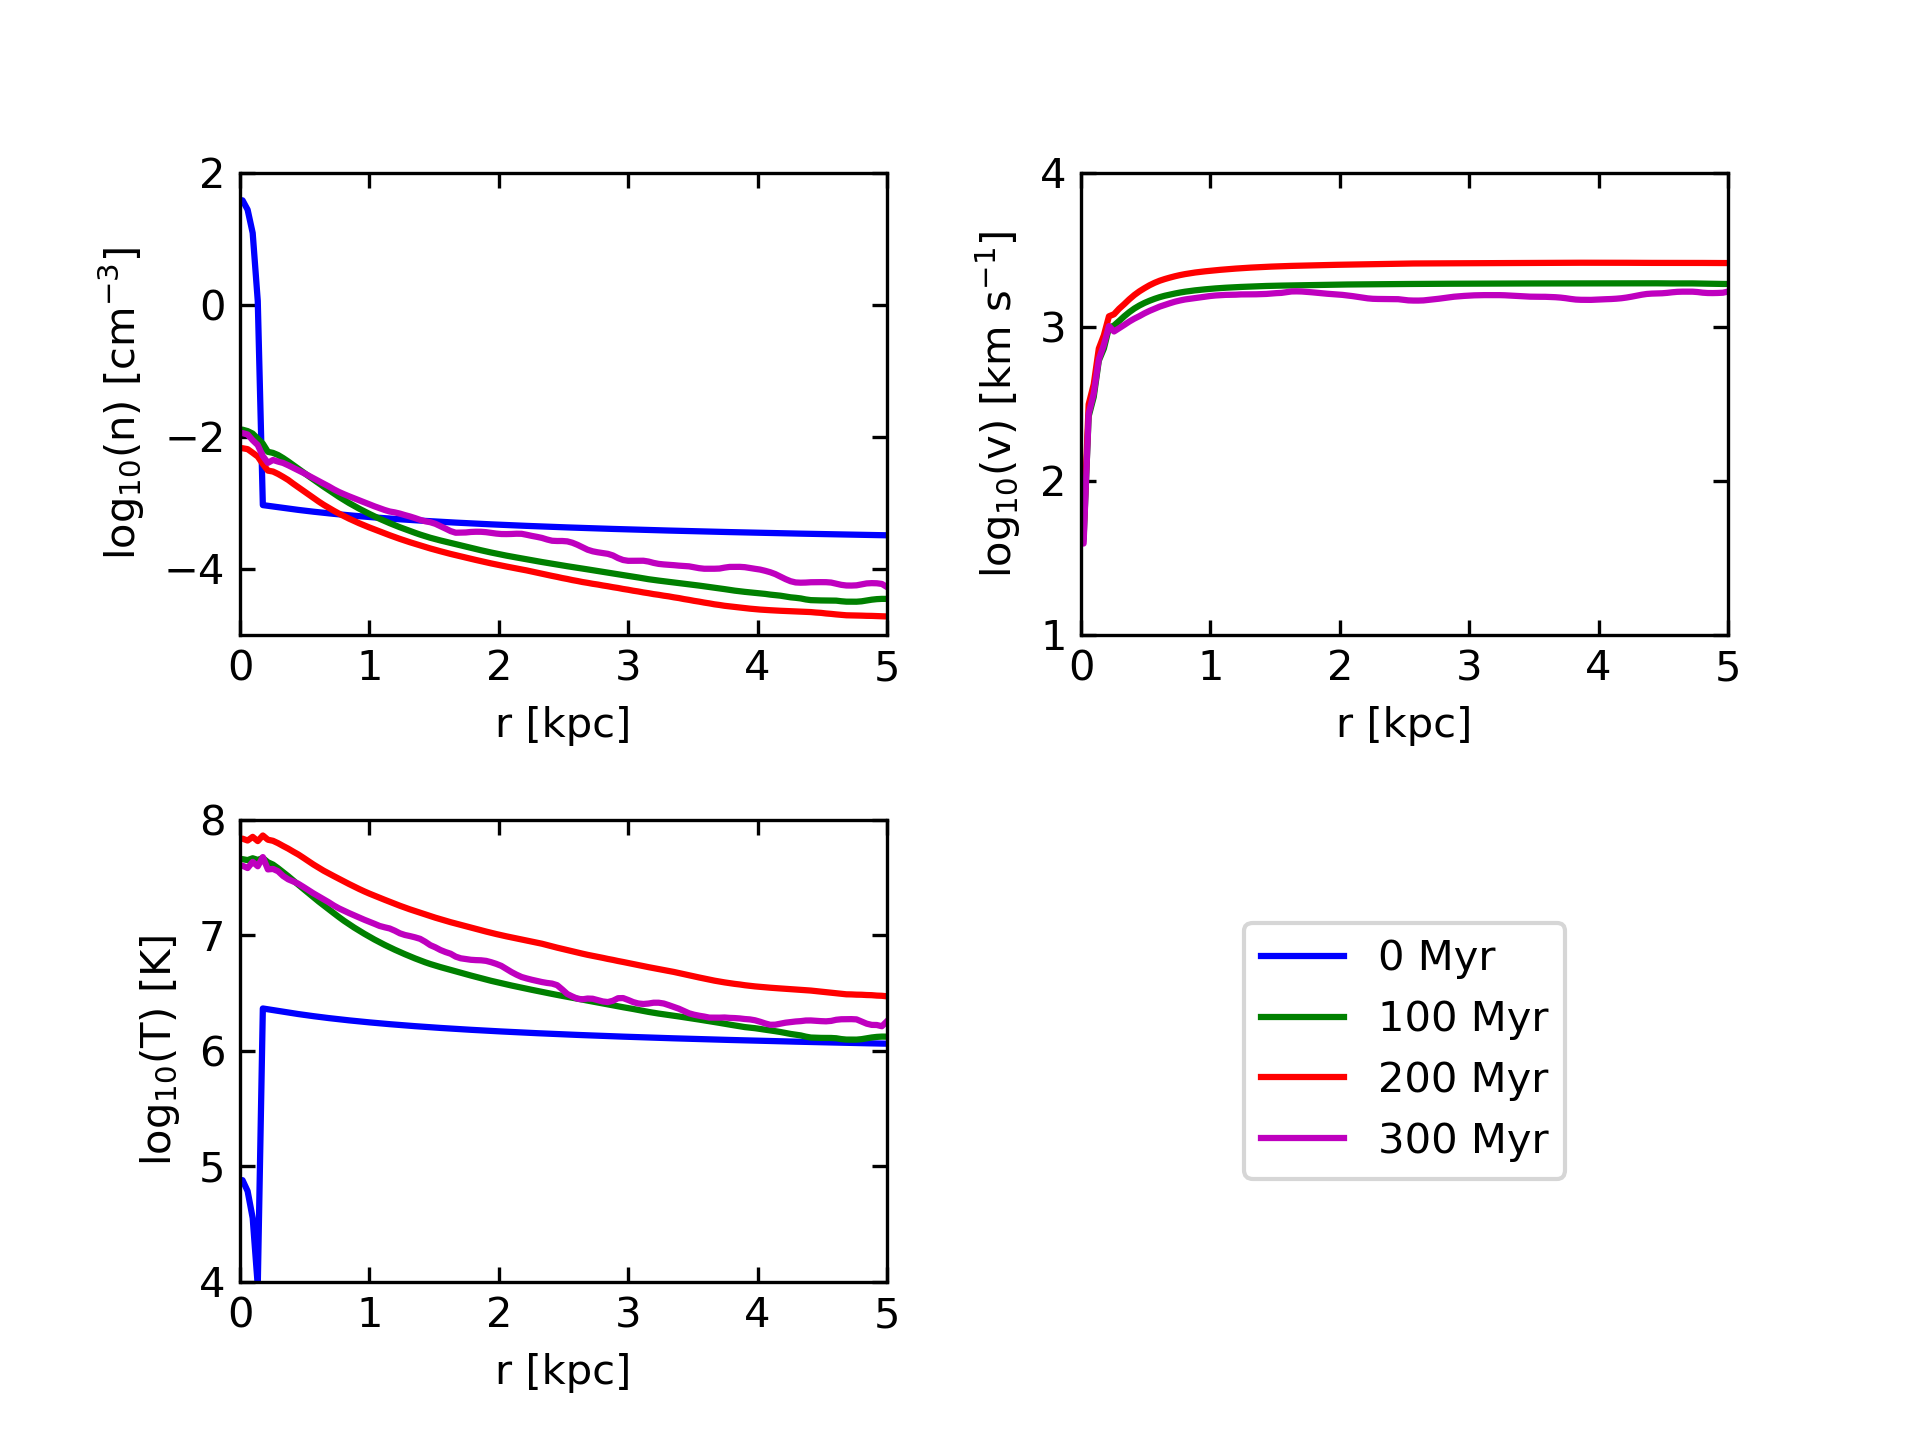 log₁₀(n) [cm⁻³]
2
0
−2
−4
0 1 2 3 4 5
r [kpc]
log₁₀(v) [km s⁻¹]
4
3
2
1
0 1 2 3 4 5
r [kpc]
log₁₀(T) [K]
8
7
6
5
4
0 1 2 3 4 5
r [kpc]
0 Myr
100 Myr
200 Myr
300 Myr